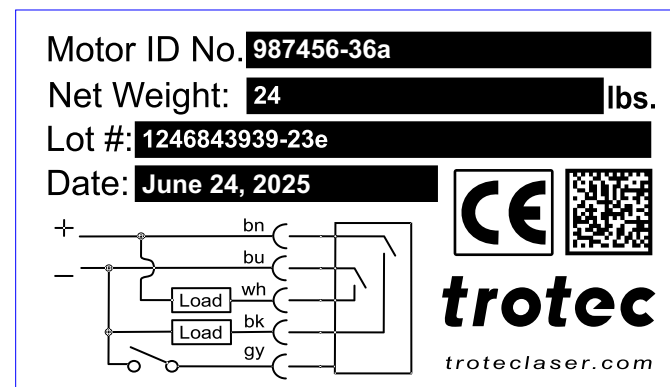 Motor ID No. 987456-36a
Net Weight: 24 lbs.
Lot #: 1246843939-23e
Date: June 24, 2025
CE
+ bn
− bu
Load wh
Load bk
gy
trotec
troteclaser.com